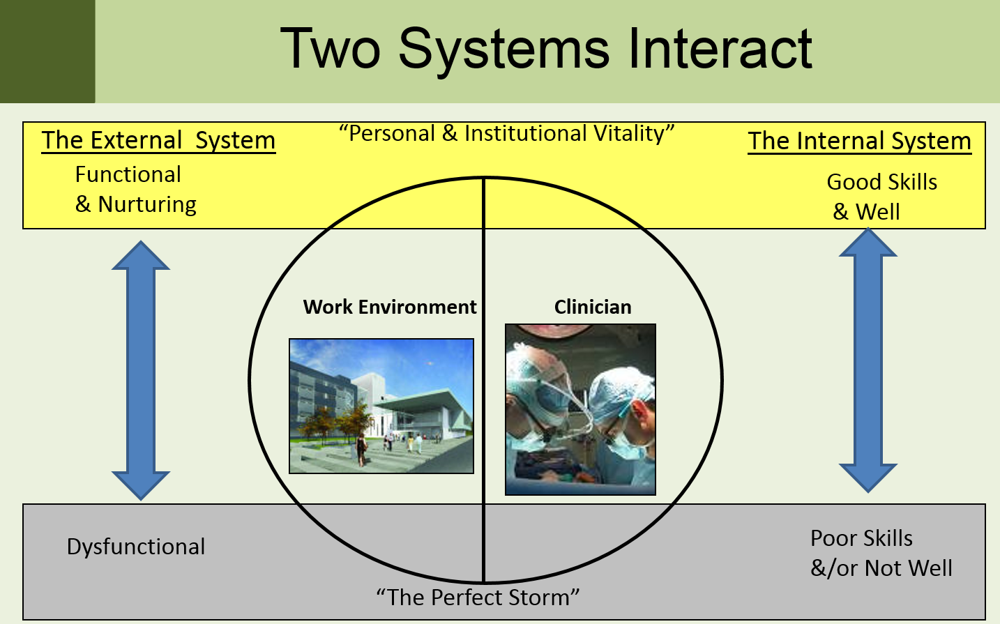 Two Systems Interact
The External  System
“Personal & Institutional Vitality”
The Internal System
Functional
& Nurturing
Good Skills
& Well
Work Environment
Clinician
Dysfunctional
Poor Skills
&/or Not Well
“The Perfect Storm”